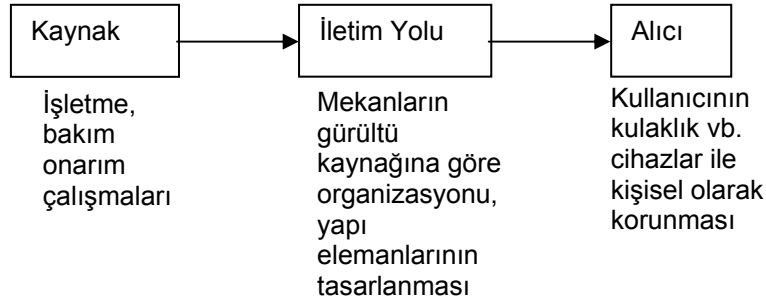 Kaynak
İletim Yolu
Alıcı
İşletme,
bakım
onarım
çalışmaları
Mekanların
gürültü
kaynağına göre
organizasyonu,
yapı
elemanlarının
tasarlanması
Kullanıcının
kulaklık vb.
cihazlar ile
kişisel olarak
korunması